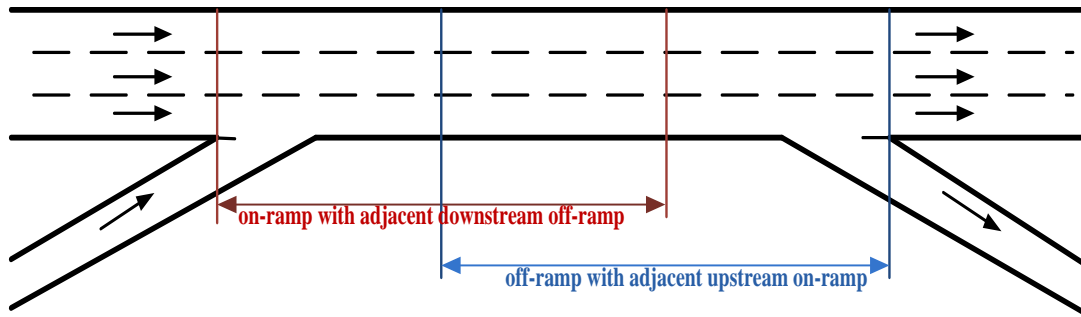 on-ramp with adjacent downstream off-ramp
off-ramp with adjacent upstream on-ramp